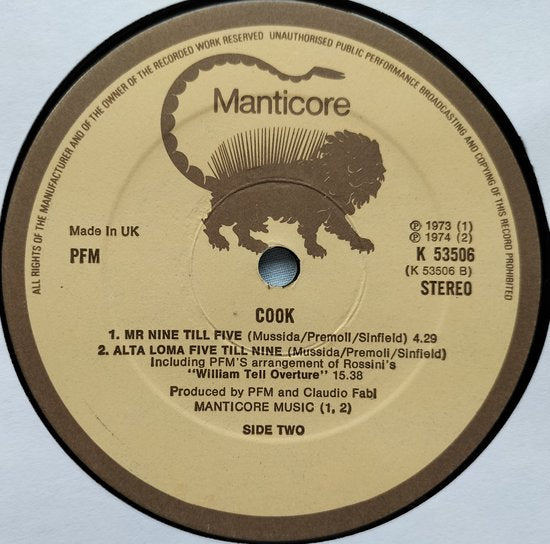 ALL RIGHTS OF THE MANUFACTURER AND OF THE OWNER OF THE RECORDED WORK RESERVED UNAUTHORISED PUBLIC PERFORMANCE BROADCASTING AND COPYING OF THIS RECORD PROHIBITED
Manticore
Made In UK
PFM
℗ 1973 (1)
℗ 1974 (2)
K 53506
(K 53506 B)
STEREO
COOK
1. MR NINE TILL FIVE (Mussida/Premoli/Sinfield) 4.29
2. ALTA LOMA FIVE TILL NINE (Mussida/Premoli/Sinfield)
Including PFM'S arrangement of Rossini's
"William Tell Overture" 15.38
Produced by PFM and Claudio Fabi
MANTICORE MUSIC (1, 2)
SIDE TWO